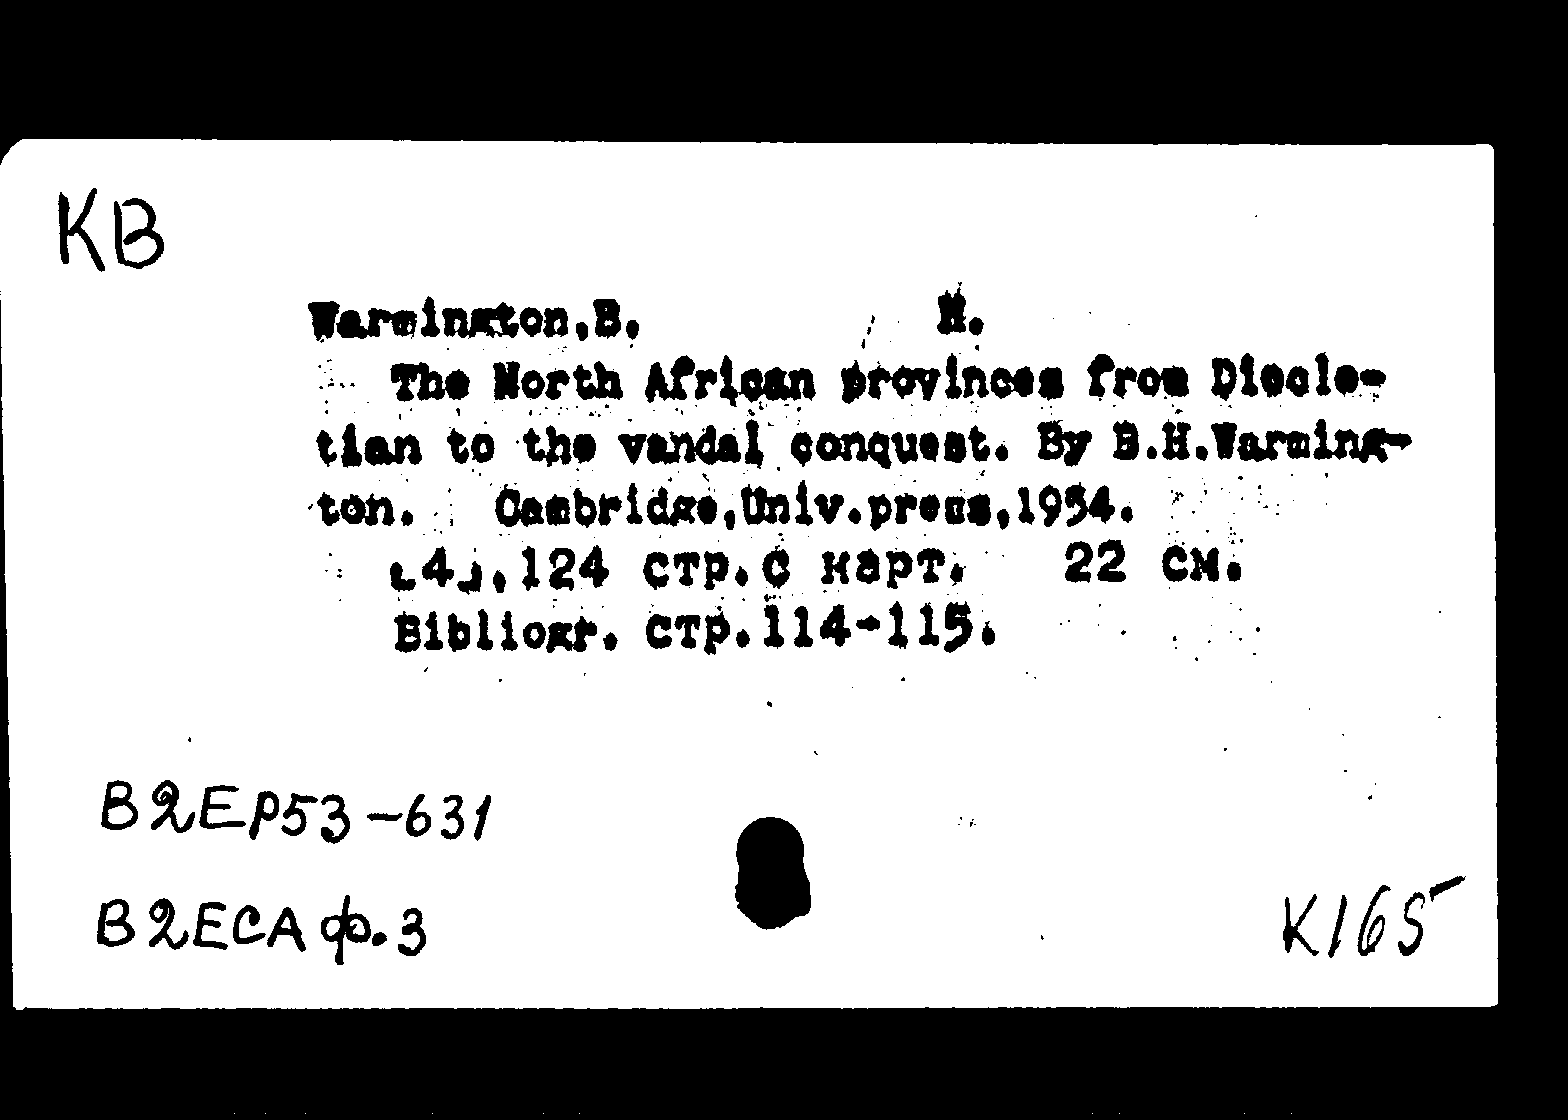 KB
Warmington,B. H.
The North African provinces from Diocle-
tian to the vandal conquest. By B.H.Warming-
ton. Cambridge,Univ.press,1954.
[4],124 стр.с карт. 22 см.
Bibliogr. стр.114-115.
B2EP53-631
B2ECA ф.3
K165